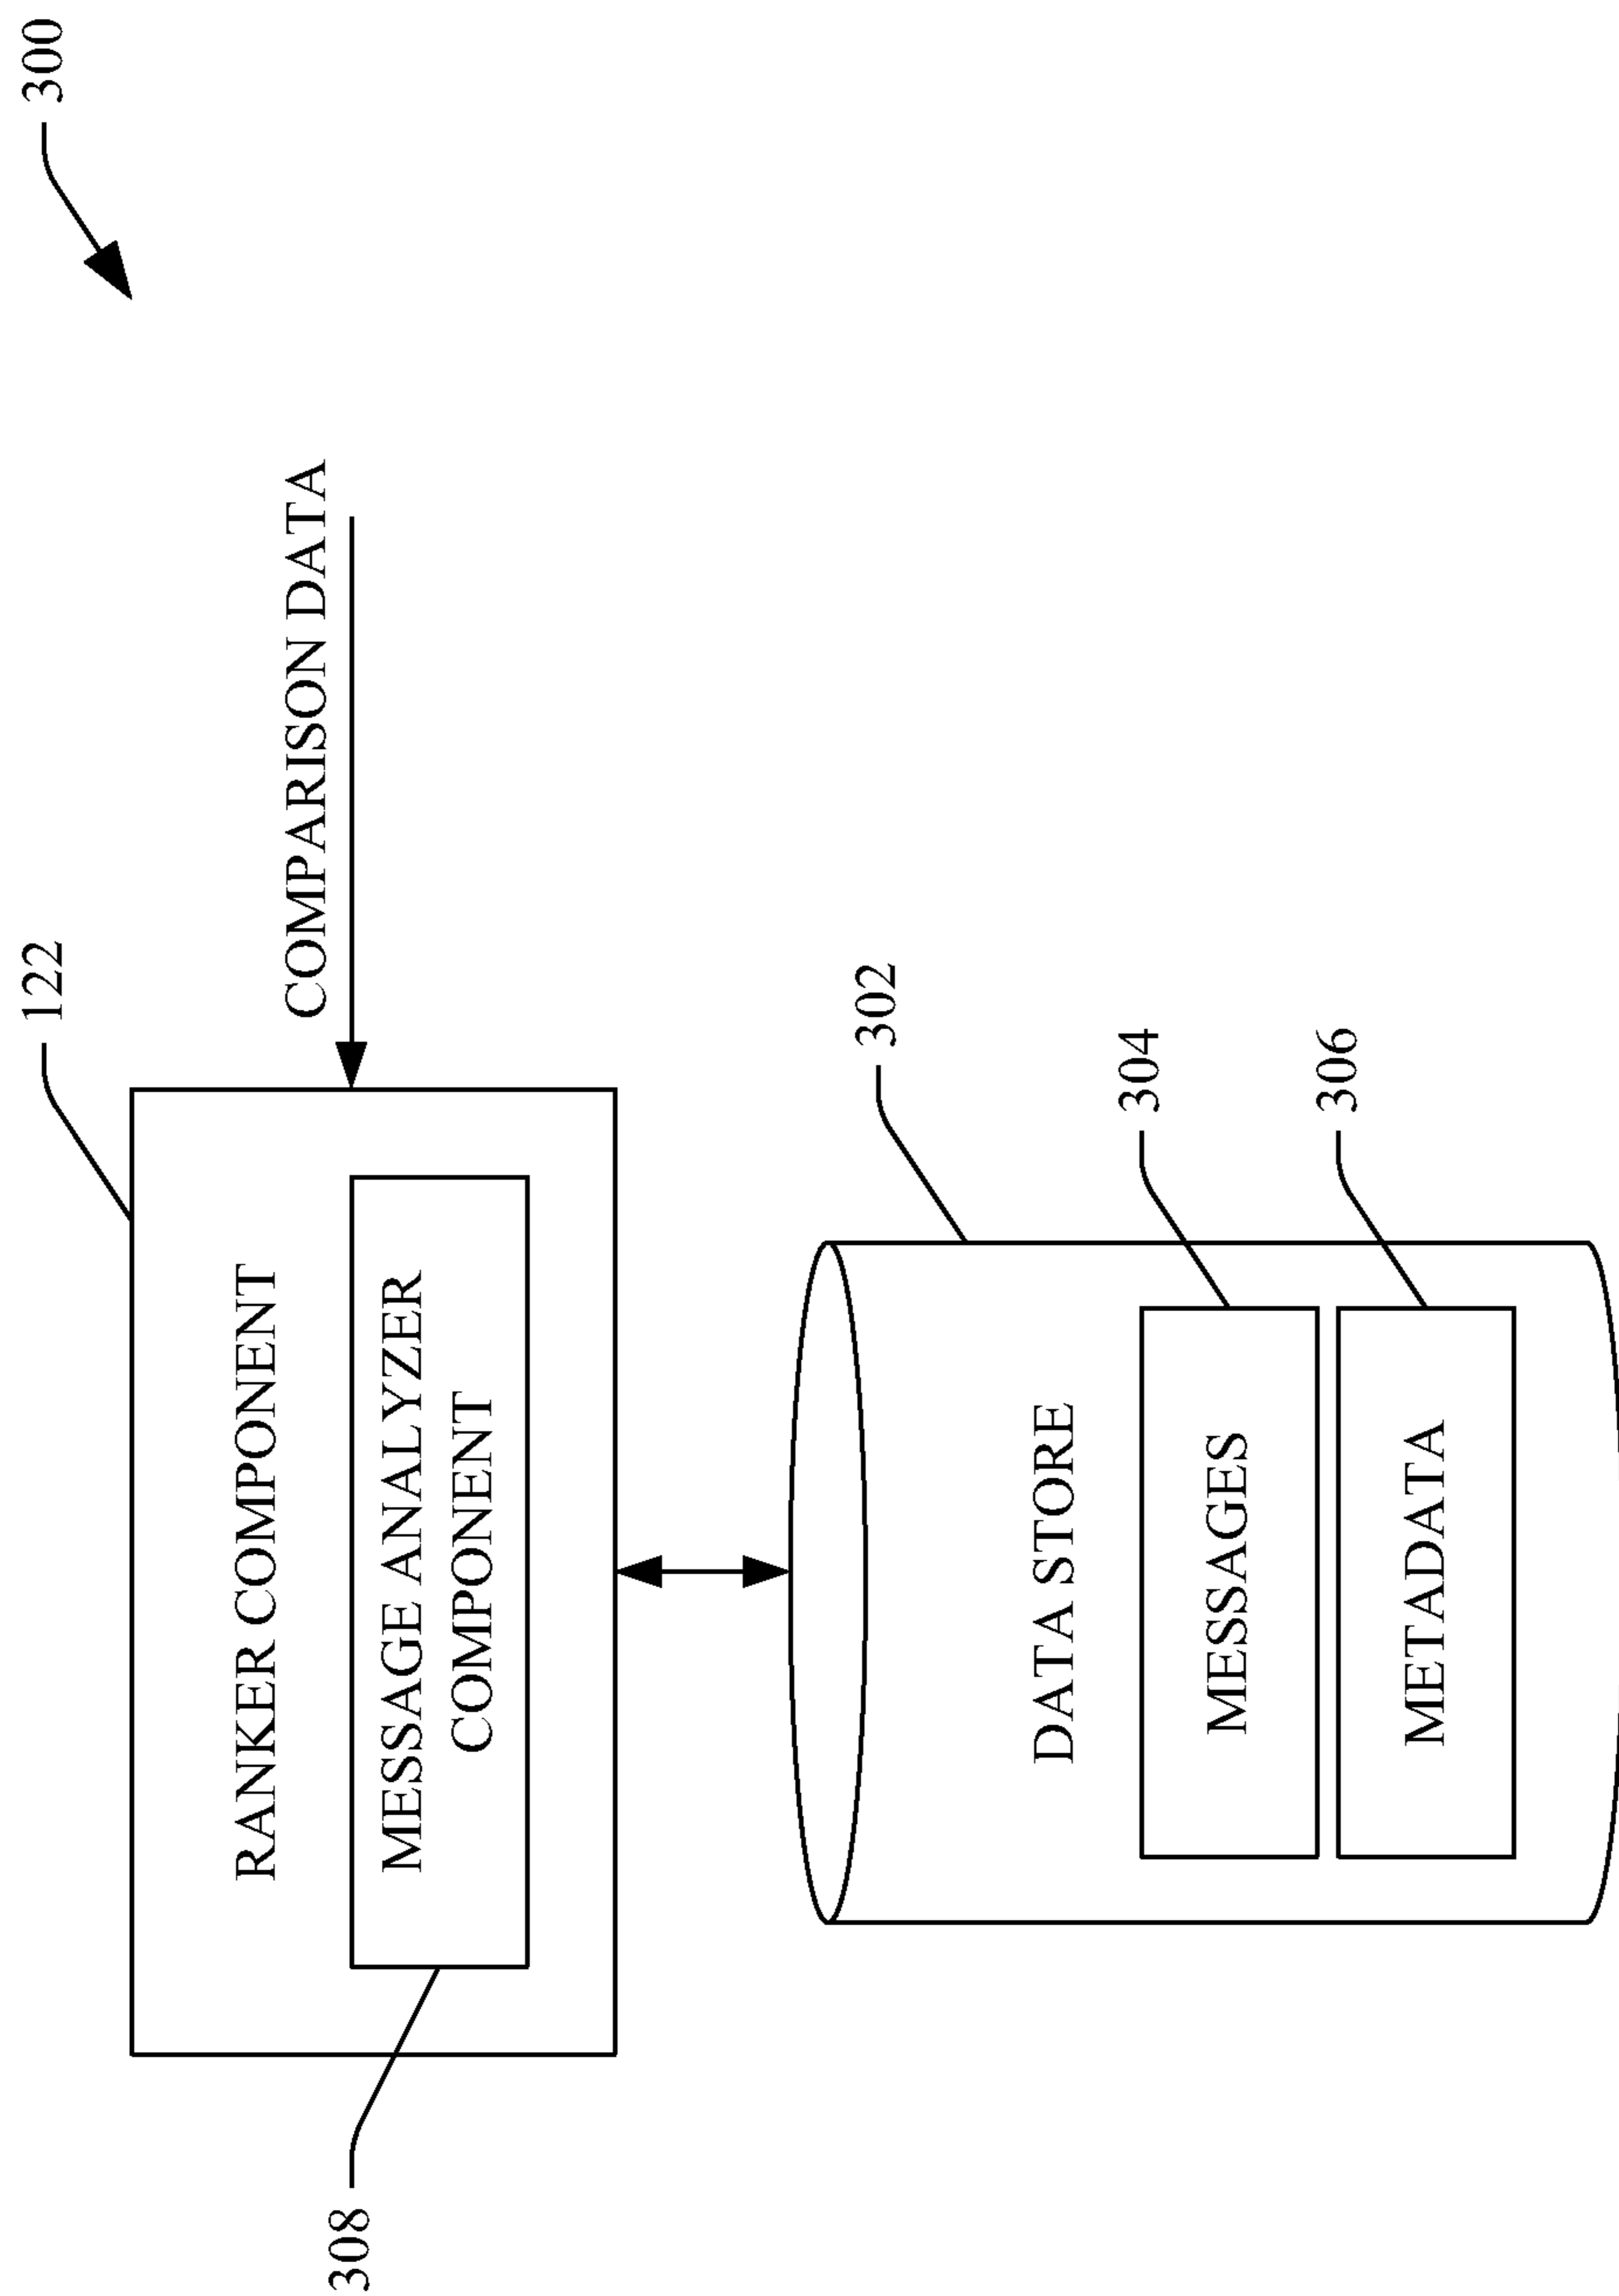 300
122
RANKER COMPONENT
COMPARISON DATA
308
MESSAGE ANALYZER
COMPONENT
302
DATA STORE
304
MESSAGES
306
METADATA